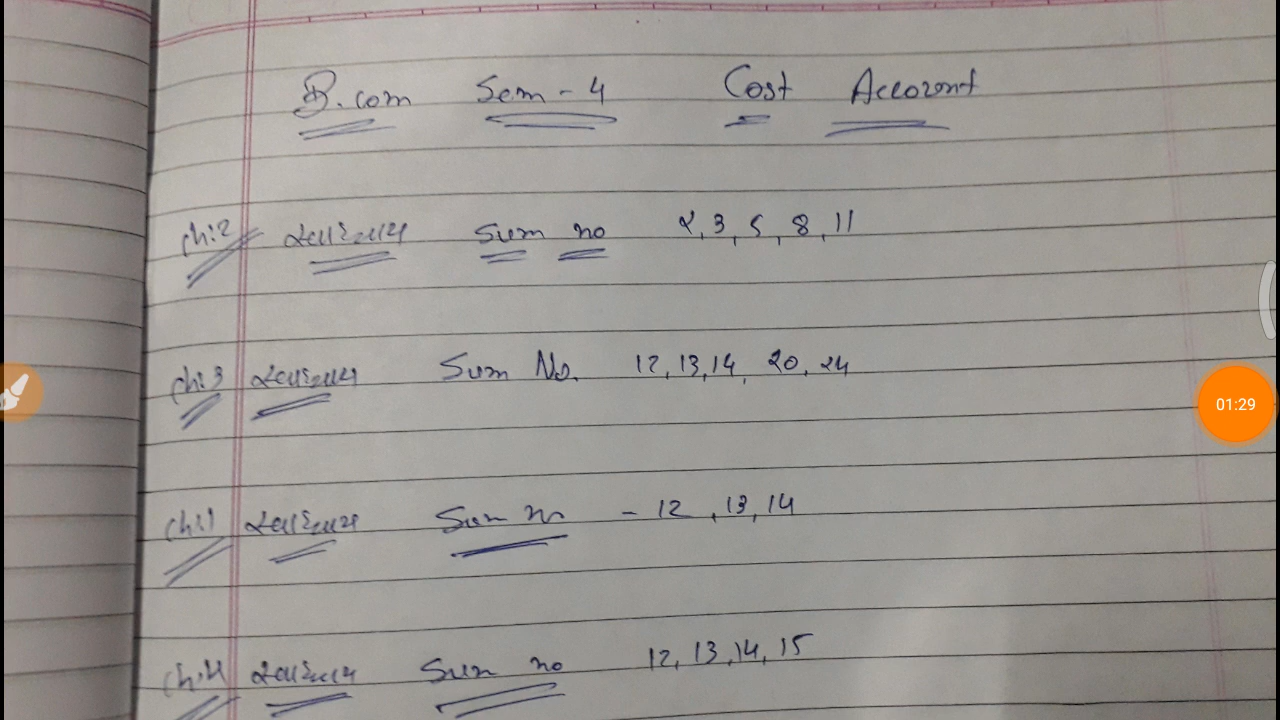 B.com Sem - 4 Cost Account
ch:2 સ્વાધ્યાય Sum no 2, 3, 5, 8, 11
ch:3 સ્વાધ્યાય Sum No. 12, 13, 14, 20, 24
ch:1 સ્વાધ્યાય Sum no - 12, 13, 14
ch:4 સ્વાધ્યાય Sum no 12, 13, 14, 15
01:29